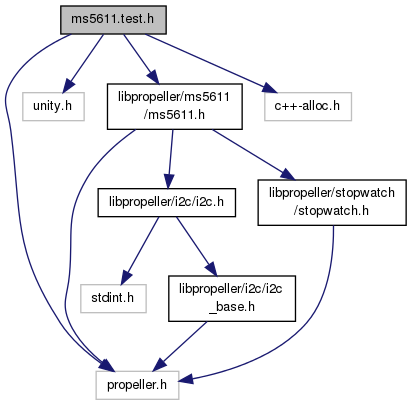 ms5611.test.h
unity.h
libpropeller/ms5611
/ms5611.h
c++-alloc.h
libpropeller/i2c/i2c.h
libpropeller/stopwatch
/stopwatch.h
stdint.h
libpropeller/i2c/i2c
_base.h
propeller.h